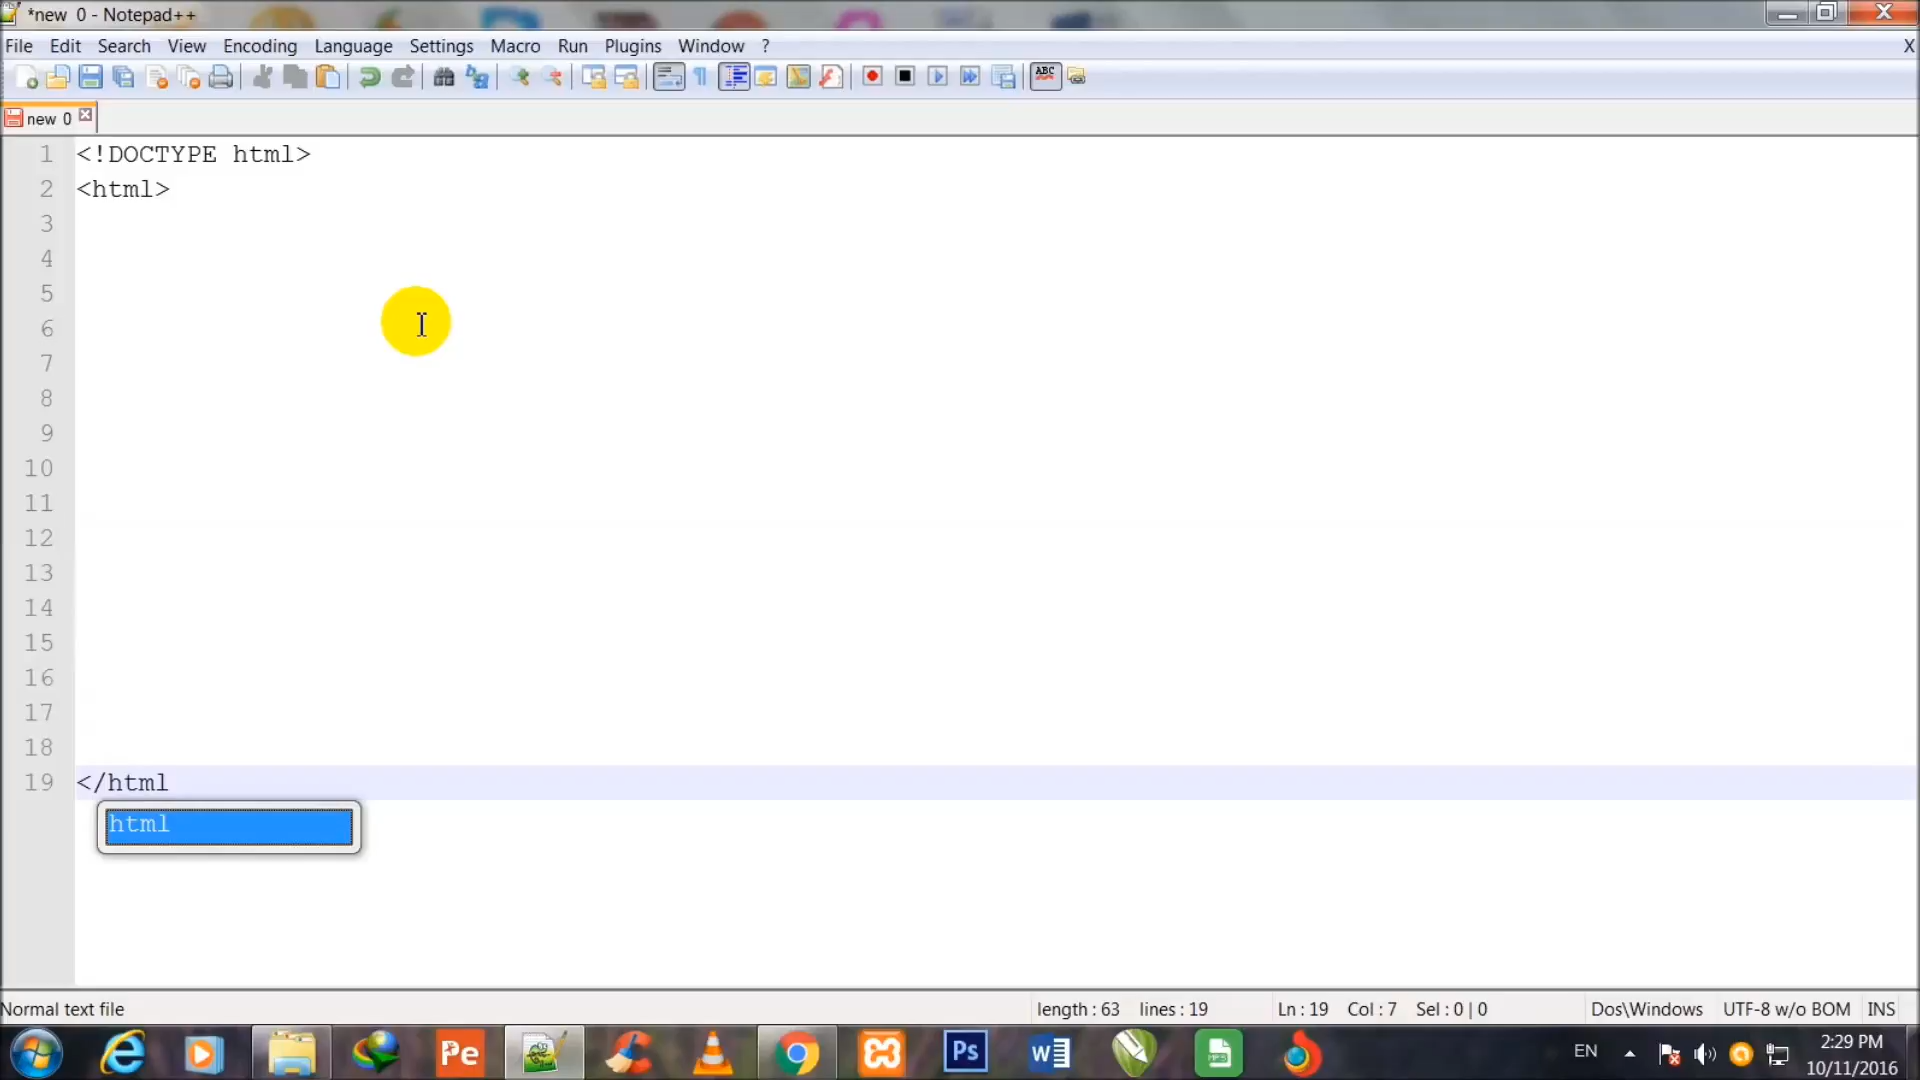 *new 0 - Notepad++
File Edit Search View Encoding Language Settings Macro Run Plugins Window ? X
ABC
new 0
1 <!DOCTYPE html>
2 <html>
3
4
5
6
7
8
9
10
11
12
13
14
15
16
17
18
19 </html
html
Normal text file length : 63 lines : 19 Ln : 19 Col : 7 Sel : 0 | 0 Dos\Windows UTF-8 w/o BOM INS
Pe Ps W EN 2:29 PM
10/11/2016